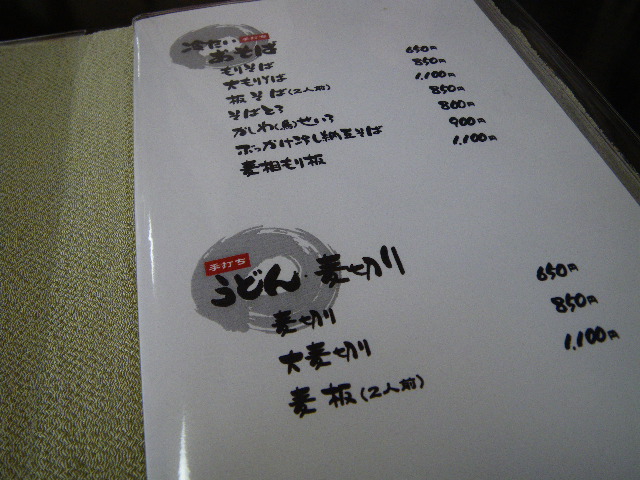 冷たい 手打ち
おそば
もりそば 650円
大もりそば 850円
板そば(2人前) 1,100円
そばとろ 850円
かしわ(鳥)せいろ 800円
ぶっかけ冷し納豆そば 900円
麦相もり板 1,100円
手打ち
うどん・麦切り
麦切り 650円
大麦切り 850円
麦板(2人前) 1,100円